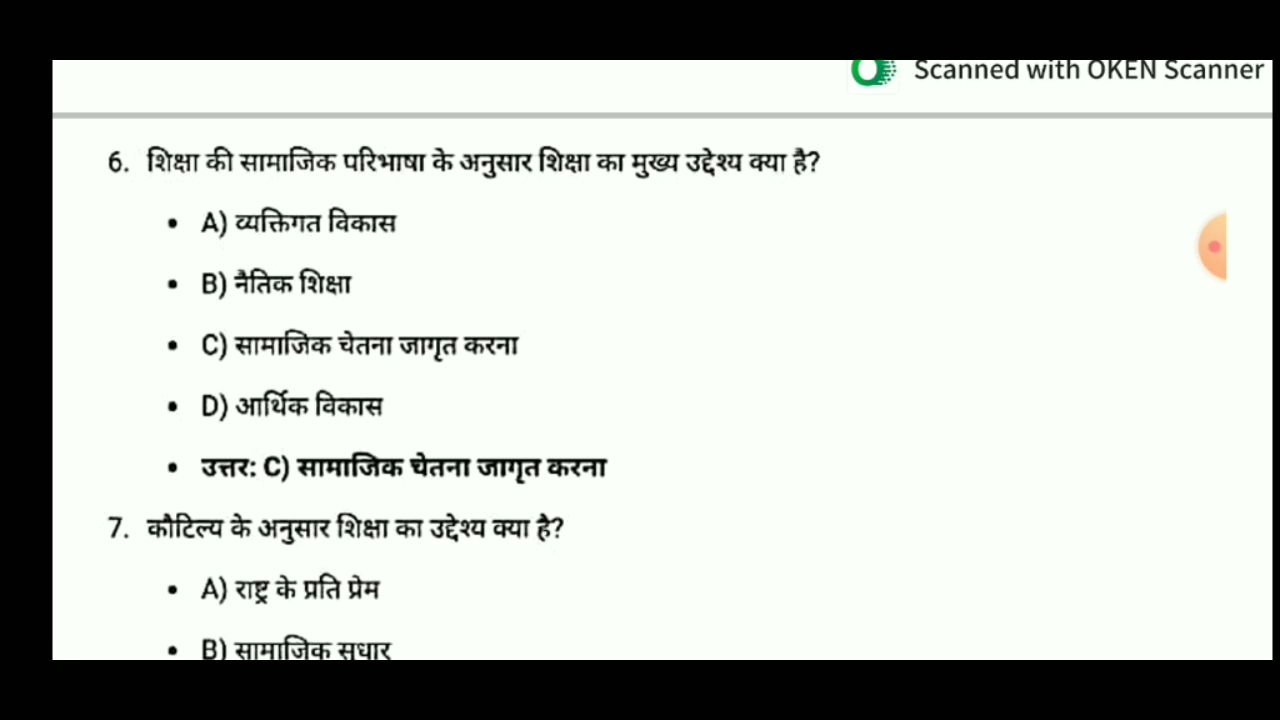 Scanned with OKEN Scanner
6. शिक्षा की सामाजिक परिभाषा के अनुसार शिक्षा का मुख्य उद्देश्य क्या है?
• A) व्यक्तिगत विकास
• B) नैतिक शिक्षा
• C) सामाजिक चेतना जागृत करना
• D) आर्थिक विकास
• उत्तर: C) सामाजिक चेतना जागृत करना
7. कौटिल्य के अनुसार शिक्षा का उद्देश्य क्या है?
• A) राष्ट्र के प्रति प्रेम
• B) सामाजिक सुधार